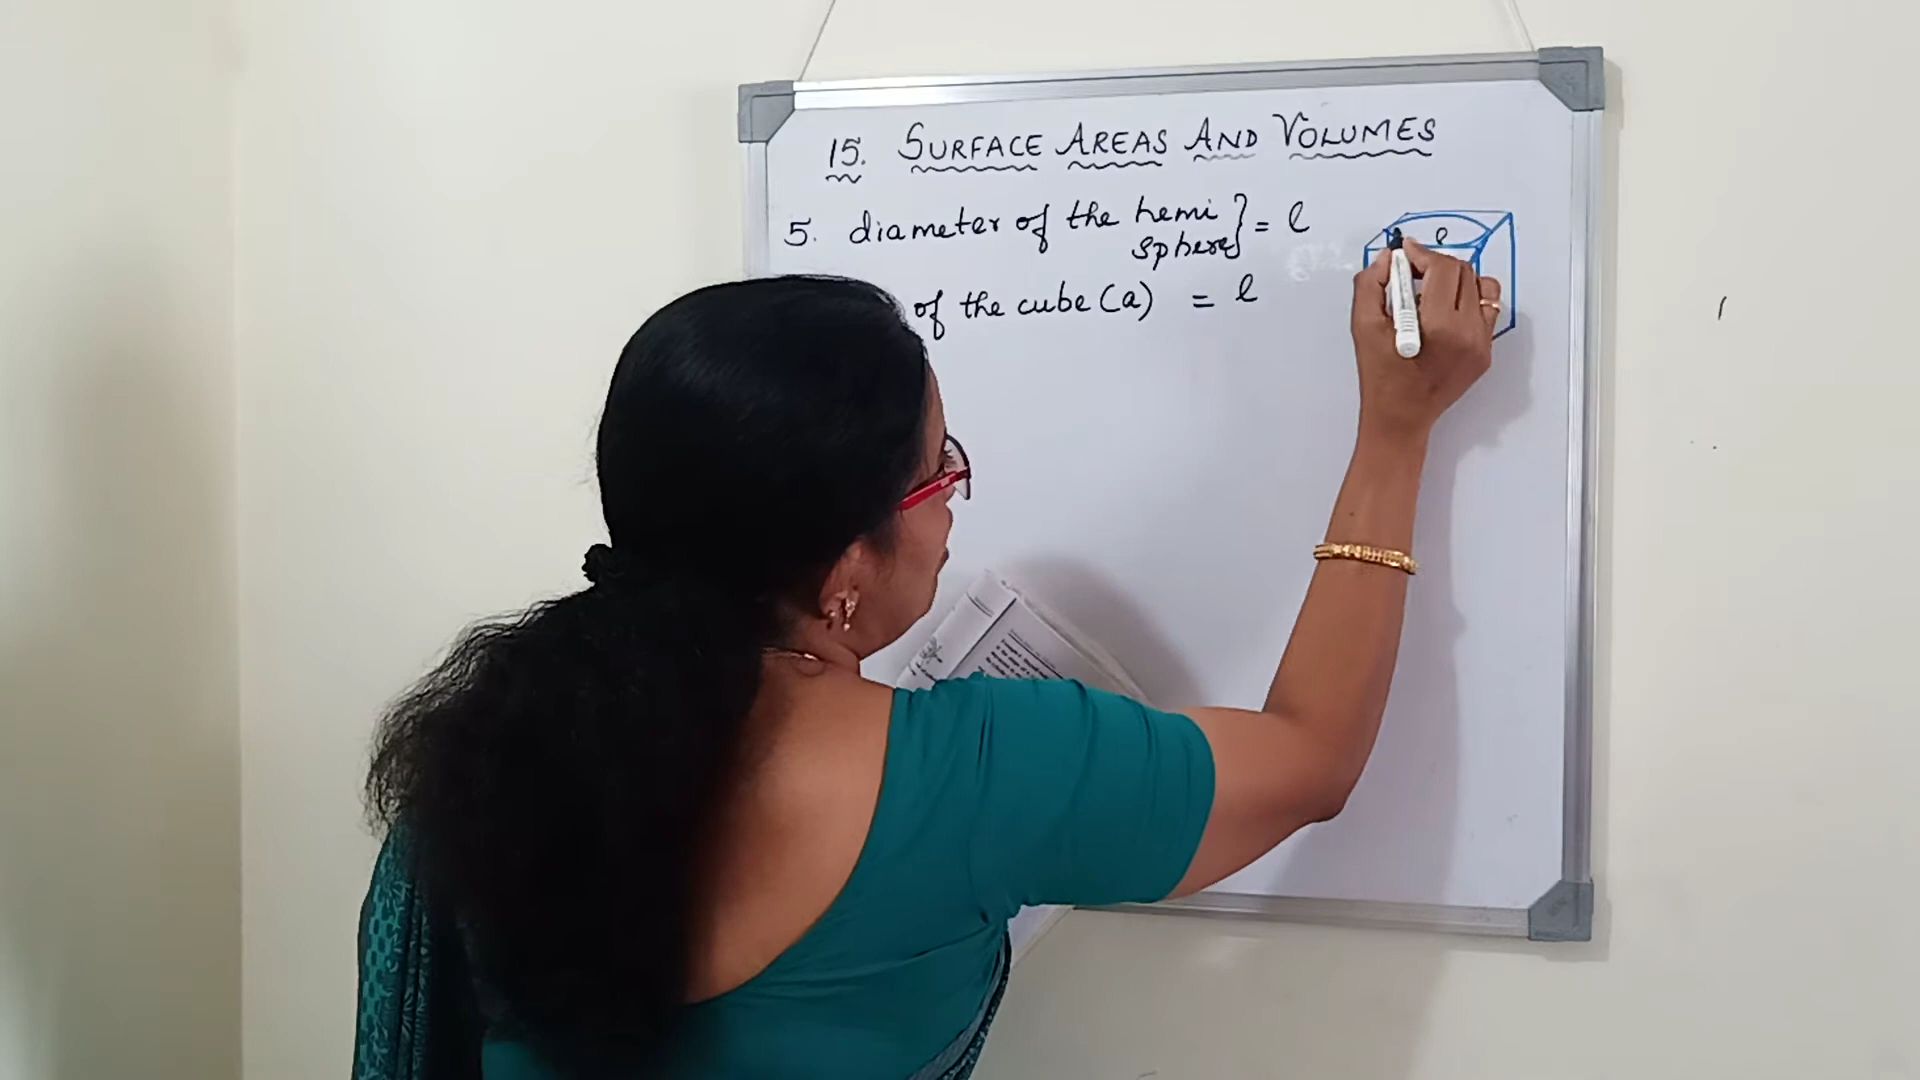 15. SURFACE AREAS AND VOLUMES
5. diameter of the hemi } = l
sphere
of the cube (a) = l
l